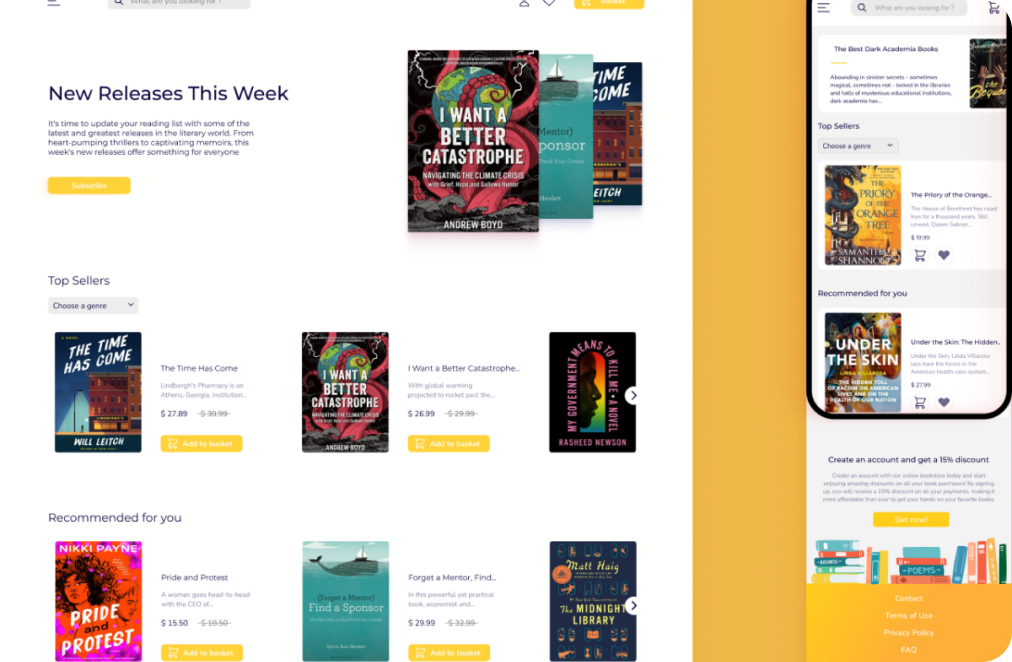 What are you looking for ?
Basket
New Releases This Week
It's time to update your reading list with some of the
latest and greatest releases in the literary world. From
heart-pumping thrillers to captivating memoirs, this
week's new releases offer something for everyone
Subscribe
I WANT A
BETTER
CATASTROPHE
NAVIGATING THE CLIMATE CRISIS
with Grief, Hope, and Gallows Humor
ANDREW BOYD
Mentor)
ponsor
TIME
COME
LEITCH
Top Sellers
Choose a genre
THE TIME
HAS COME
WILL LEITCH
The Time Has Come
Lindbergh's Pharmacy is an
Athens, Georgia, institution...
$ 27.89 $ 30.99
Add to basket
I WANT A
BETTER
CATASTROPHE
NAVIGATING THE CLIMATE CRISIS
with Grief, Hope, and Gallows Humor
ANDREW BOYD
I Want a Better Catastrophe...
With global warming
projected to rocket past the...
$ 26.99 $ 29.99
Add to basket
MY GOVERNMENT MEANS TO KILL ME • A NOVEL
RASHEED NEWSON
Recommended for you
NIKKI PAYNE
PRIDE
and
PROTEST
Pride and Protest
A woman goes head-to-head
with the CEO of...
$ 15.50 $ 18.50
Add to basket
(Forget a Mentor)
Find a Sponsor
Sylvia Ann Hewlett
Forget a Mentor, Find...
In this powerful yet practical
book, economist and...
$ 29.99 $ 32.99
Add to basket
Matt Haig
The MIDNIGHT
LIBRARY
What are you looking for ?
The Best Dark Academia Books
Abounding in sinister secrets - sometimes
magical, sometimes not - locked in the libraries
and halls of mysterious educational institutions,
dark academia has...
Top Sellers
Choose a genre
THE
PRIORY
OF THE
ORANGE
TREE
SAMANTHA
SHANNON
The Priory of the Orange...
The House of Berethnet has ruled
Inys for a thousand years. Still
unwed, Queen Sabran...
$ 19.99
Recommended for you
UNDER
THE SKIN
LINDA VILLAROSA
THE HIDDEN TOLL
OF RACISM ON AMERICAN
LIVES AND ON THE
HEALTH OF OUR NATION
Under the Skin: The Hidden..
Under the Skin, Linda Villarosa
lays bare the forces in the
American health-care system...
$ 27.99
Create an account and get a 15% discount
Create an account with our online bookstore today and start
enjoying amazing discounts on all your book purchases! By signing
up, you will receive a 15% discount on all your payments, making it
more affordable than ever to get your hands on your favorite books.
Get now!
POEMS
Contact
Terms of Use
Privacy Policy
FAQ